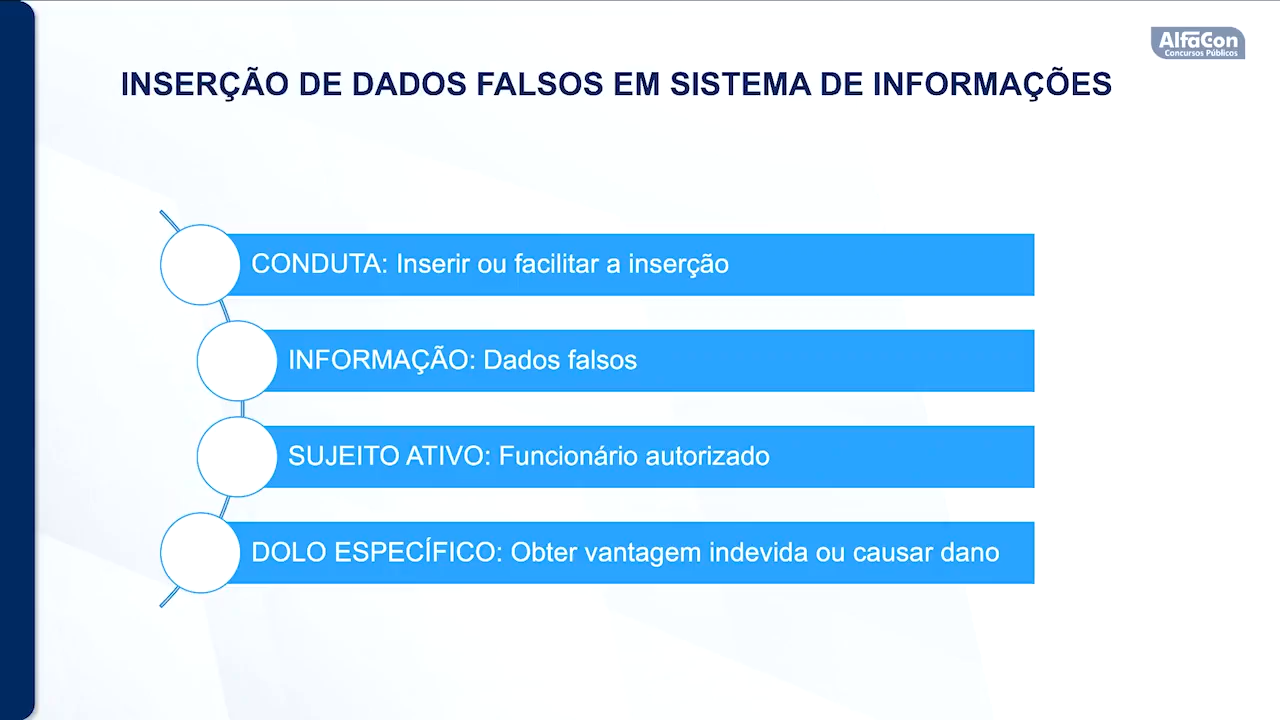 AlfaCon
Concursos Públicos
INSERÇÃO DE DADOS FALSOS EM SISTEMA DE INFORMAÇÕES
CONDUTA: Inserir ou facilitar a inserção
INFORMAÇÃO: Dados falsos
SUJEITO ATIVO: Funcionário autorizado
DOLO ESPECÍFICO: Obter vantagem indevida ou causar dano